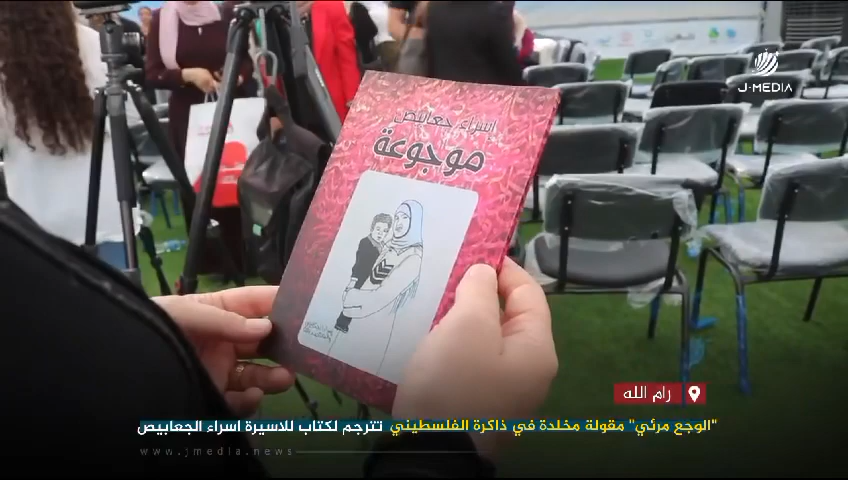 J-MEDIA
اسراء جعابيص
موجوعة
رام الله
"الوجع مرئي" مقولة مخلدة في ذاكرة الفلسطيني تترجم لكتاب للاسيرة اسراء الجعابيص
www.jmedia.news